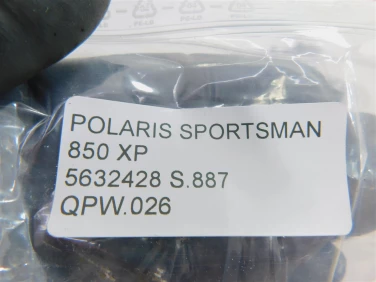 POLARIS SPORTSMAN
850 XP
5632428 S.887
QPW.026